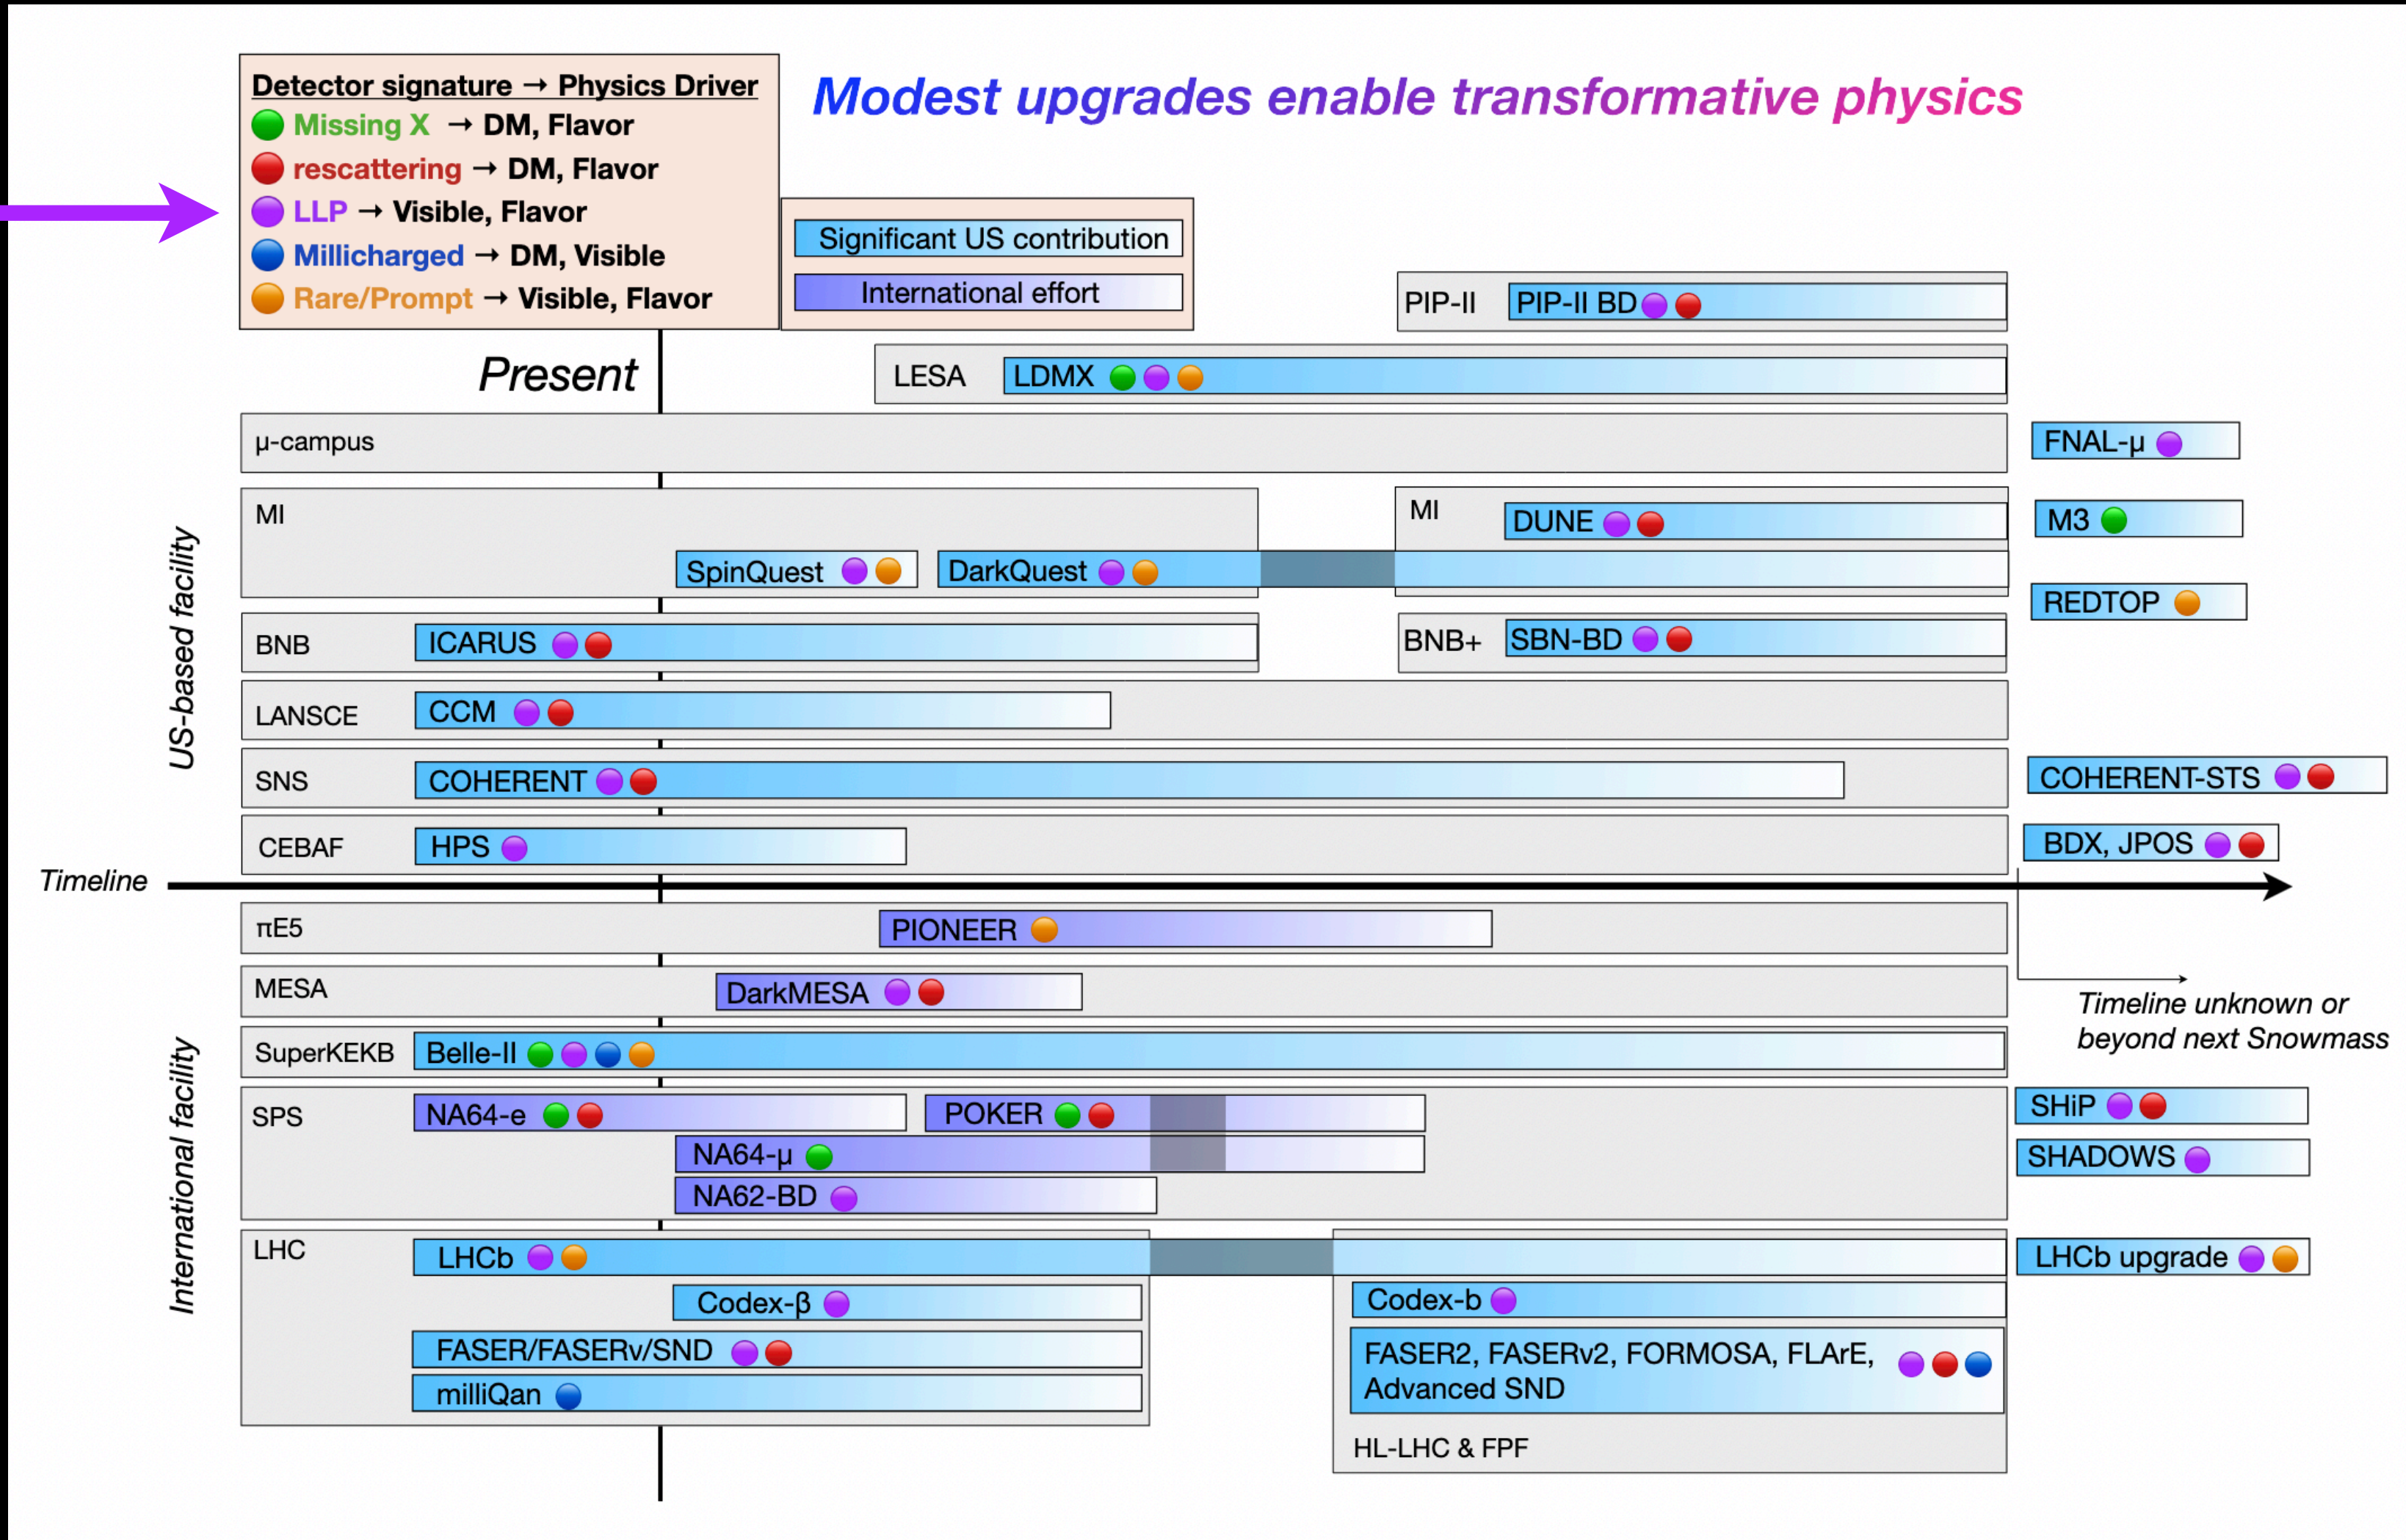 Detector signature → Physics Driver
Missing X → DM, Flavor
rescattering → DM, Flavor
LLP → Visible, Flavor
Millicharged → DM, Visible
Rare/Prompt → Visible, Flavor
Modest upgrades enable transformative physics
Significant US contribution
International effort
PIP-II PIP-II BD
Present
LESA LDMX
μ-campus
FNAL-μ
MI
MI
DUNE
M3
SpinQuest DarkQuest
REDTOP
BNB ICARUS
BNB+ SBN-BD
LANSCE CCM
SNS COHERENT
COHERENT-STS
CEBAF HPS
BDX, JPOS
US-based facility
Timeline
πE5 PIONEER
MESA DarkMESA
Timeline unknown or
beyond next Snowmass
SuperKEKB Belle-II
SPS NA64-e POKER
NA64-μ
NA62-BD
SHiP
SHADOWS
International facility
LHC LHCb
LHCb upgrade
Codex-β
Codex-b
FASER/FASERν/SND
FASER2, FASERν2, FORMOSA, FLArE,
Advanced SND
milliQan
HL-LHC & FPF